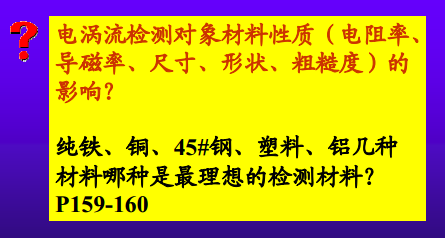 ?
电涡流检测对象材料性质（电阻率、
导磁率、尺寸、形状、粗糙度）的
影响？
纯铁、铜、45#钢、塑料、铝几种
材料哪种是最理想的检测材料？
P159-160